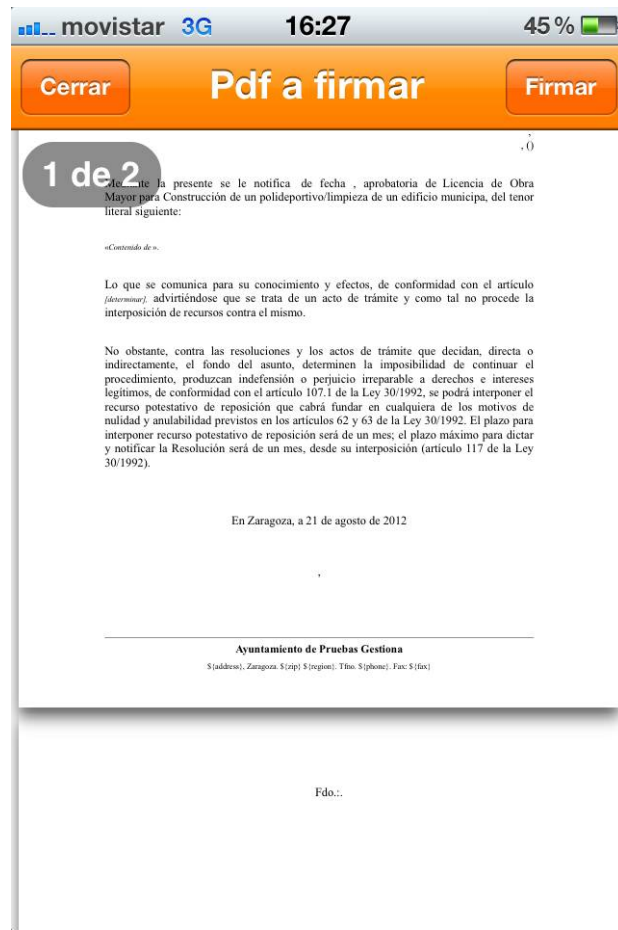 movistar 3G 16:27 45%
Cerrar Pdf a firmar Firmar
,
, ()
1 de 2
la presente se le notifica de fecha , aprobatoria de Licencia de Obra
Mayor para Construcción de un polideportivo/limpieza de un edificio municipa, del tenor
literal siguiente:
«Contenido de ».
Lo que se comunica para su conocimiento y efectos, de conformidad con el artículo
[determinar], advirtiéndose que se trata de un acto de trámite y como tal no procede la
interposición de recursos contra el mismo.
No obstante, contra las resoluciones y los actos de trámite que decidan, directa o
indirectamente, el fondo del asunto, determinen la imposibilidad de continuar el
procedimiento, produzcan indefensión o perjuicio irreparable a derechos e intereses
legítimos, de conformidad con el artículo 107.1 de la Ley 30/1992, se podrá interponer el
recurso potestativo de reposición que cabrá fundar en cualquiera de los motivos de
nulidad y anulabilidad previstos en los artículos 62 y 63 de la Ley 30/1992. El plazo para
interponer recurso potestativo de reposición será de un mes; el plazo máximo para dictar
y notificar la Resolución será de un mes, desde su interposición (artículo 117 de la Ley
30/1992).
En Zaragoza, a 21 de agosto de 2012
,
Ayuntamiento de Pruebas Gestiona
${address}, Zaragoza. ${zip} ${region}. Tfno. ${phone}. Fax: ${fax}
Fdo.:.